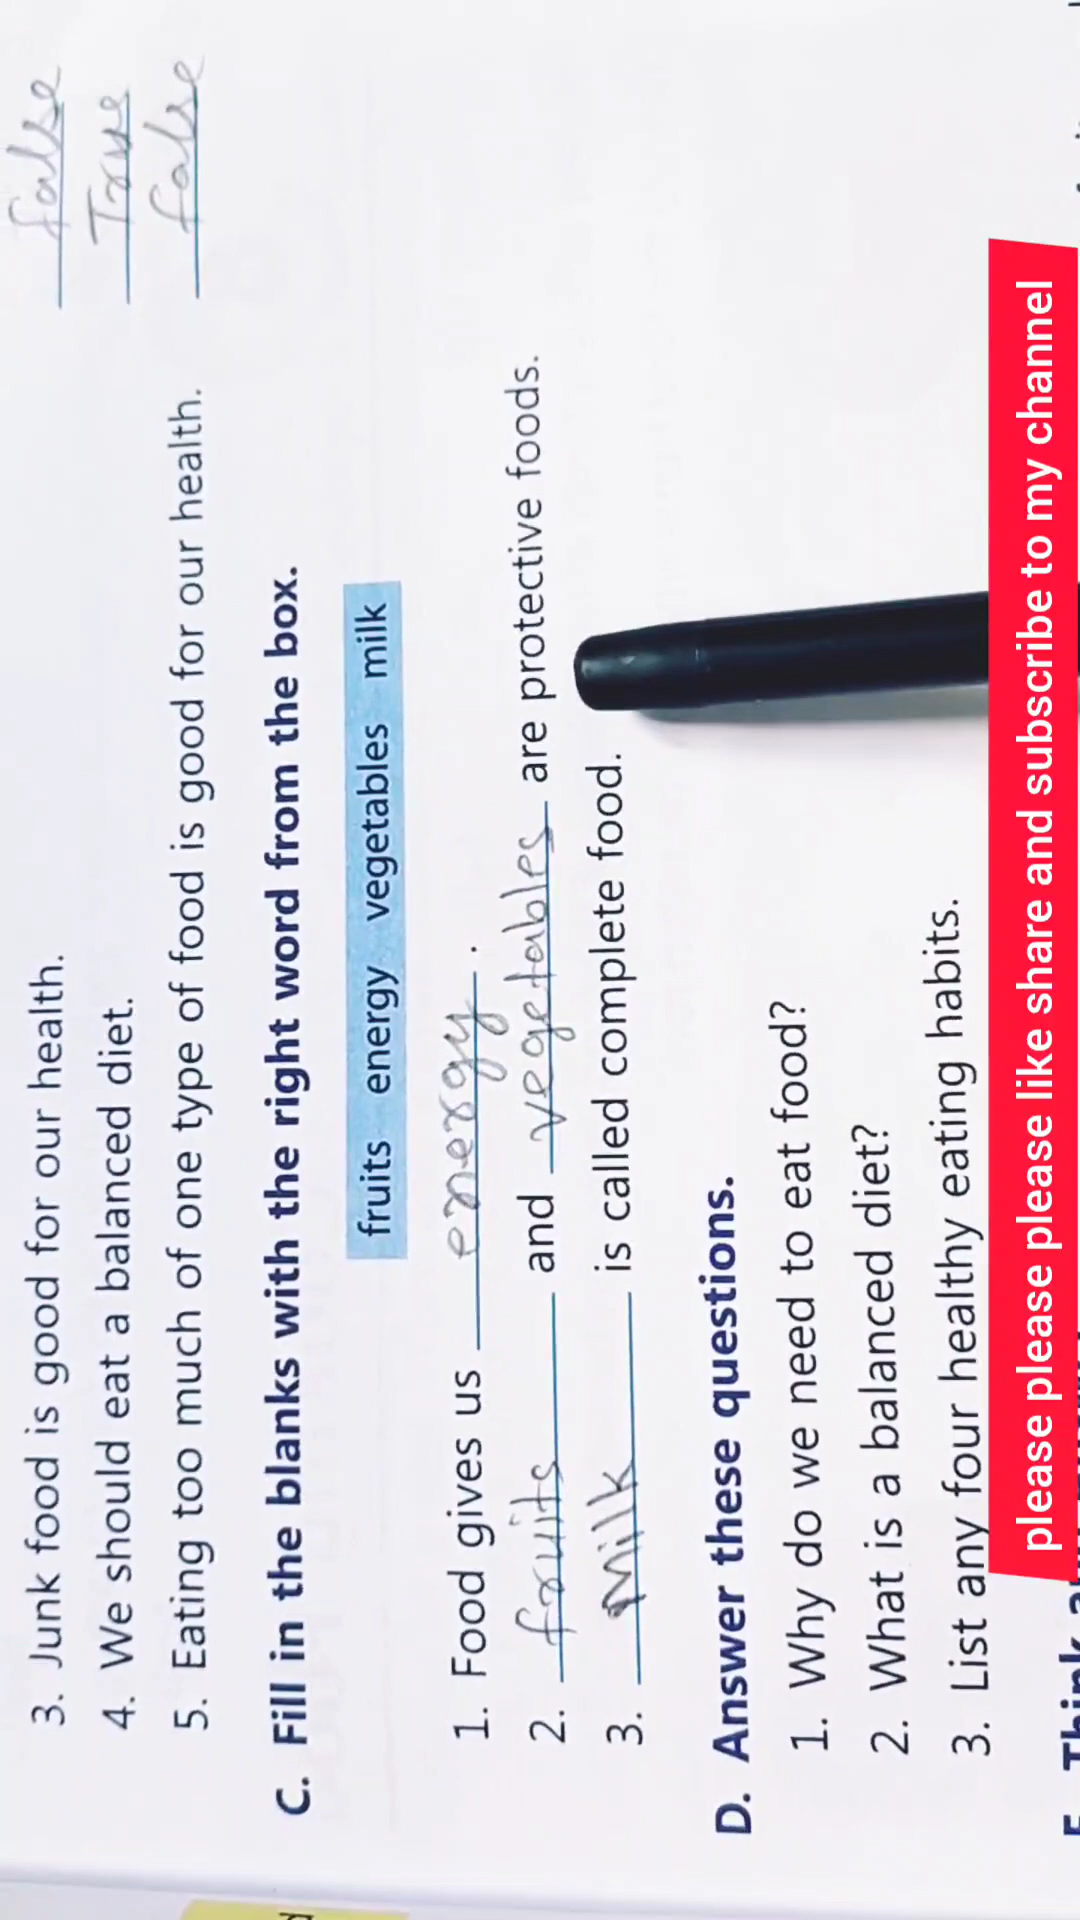 3. Junk food is good for our health. false
4. We should eat a balanced diet. True
5. Eating too much of one type of food is good for our health. false
C. Fill in the blanks with the right word from the box.
fruits energy vegetables milk
1. Food gives us energy.
2. fruits and vegetables are protective foods.
3. Milk is called complete food.
D. Answer these questions.
1. Why do we need to eat food?
2. What is a balanced diet?
3. List any four healthy eating habits.
please please please like share and subscribe to my channel